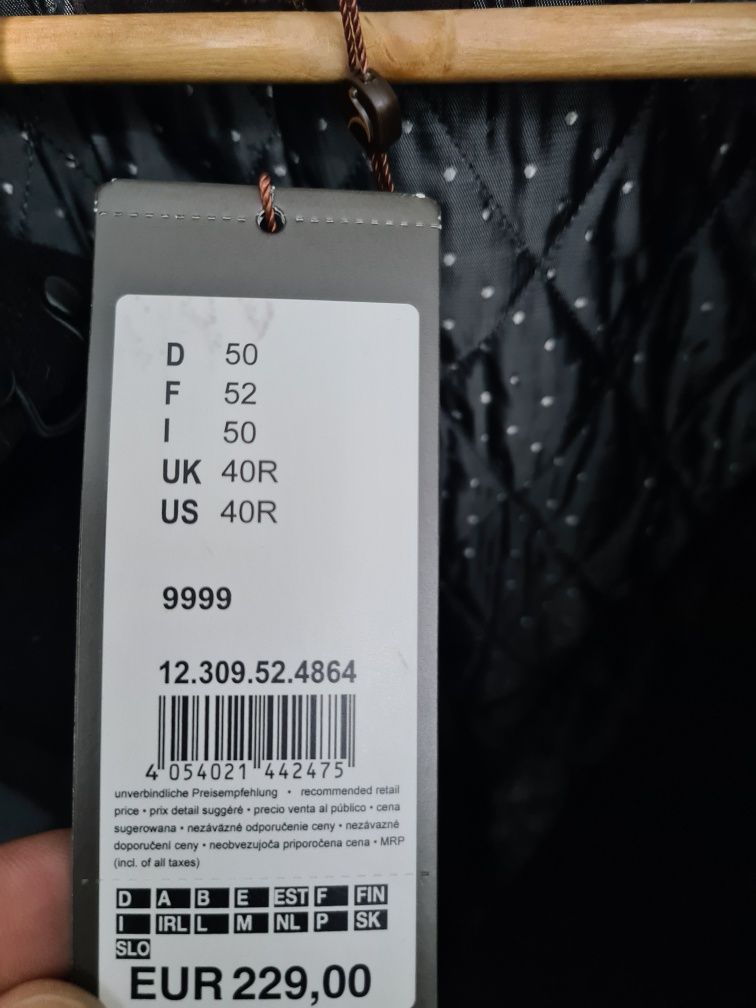 D 50
F 52
I 50
UK 40R
US 40R
9999
12.309.52.4864
4 054021 442475
unverbindliche Preisempfehlung • recommended retail
price • prix detail suggéré • precio venta al público • cena
sugerowana • nezáväzné odporučenie ceny • nezávazné
doporučení ceny • neobvezujoča priporočena cena • MRP
(incl. of all taxes)
D A B E EST F FIN
I IRL L M NL P SK
SLO
EUR 229,00